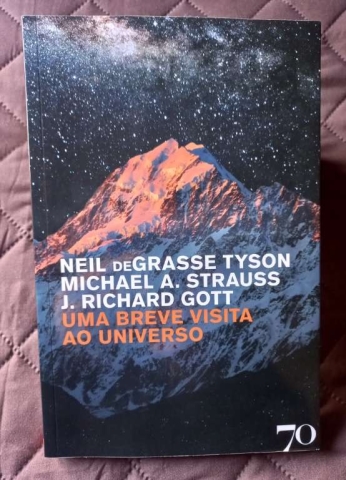 NEIL DEGRASSE TYSON
MICHAEL A. STRAUSS
J. RICHARD GOTT
UMA BREVE VISITA
AO UNIVERSO
70